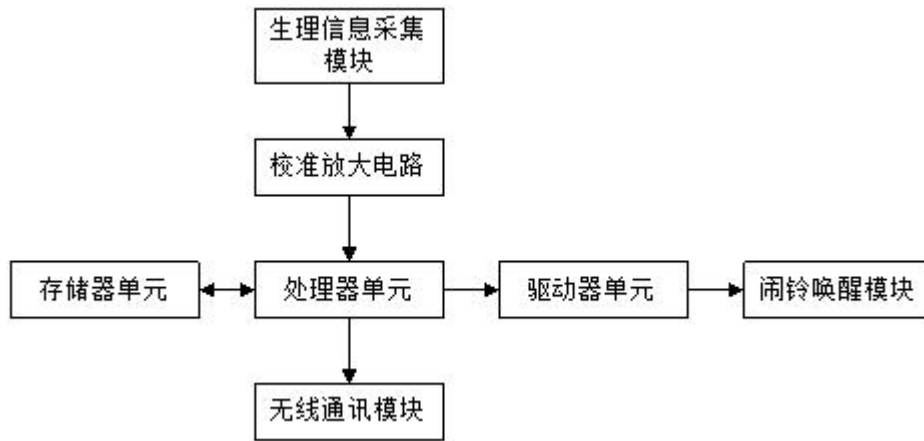 生理信息采集
模块
校准放大电路
存储器单元
处理器单元
驱动器单元
闹铃唤醒模块
无线通讯模块